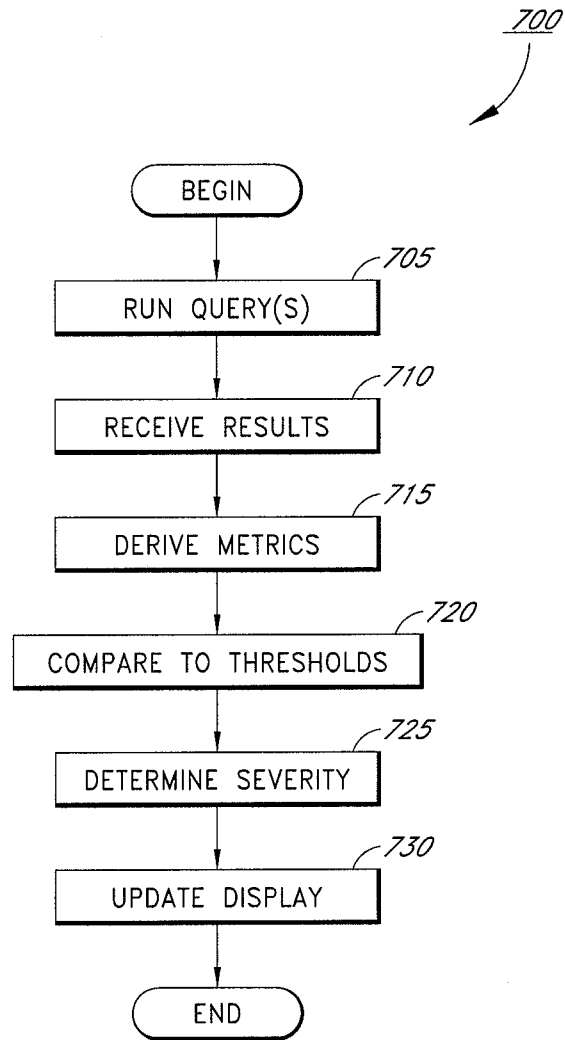 700
BEGIN
705
RUN QUERY(S)
710
RECEIVE RESULTS
715
DERIVE METRICS
720
COMPARE TO THRESHOLDS
725
DETERMINE SEVERITY
730
UPDATE DISPLAY
END